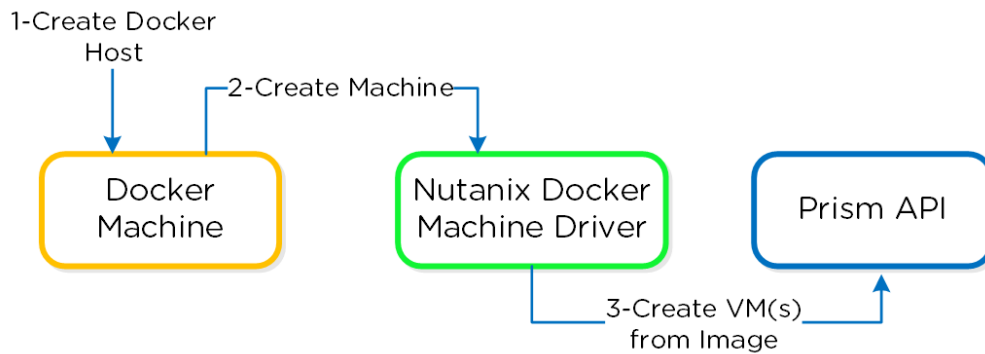 1-Create Docker
Host
2-Create Machine
Docker
Machine
Nutanix Docker
Machine Driver
Prism API
3-Create VM(s)
from Image